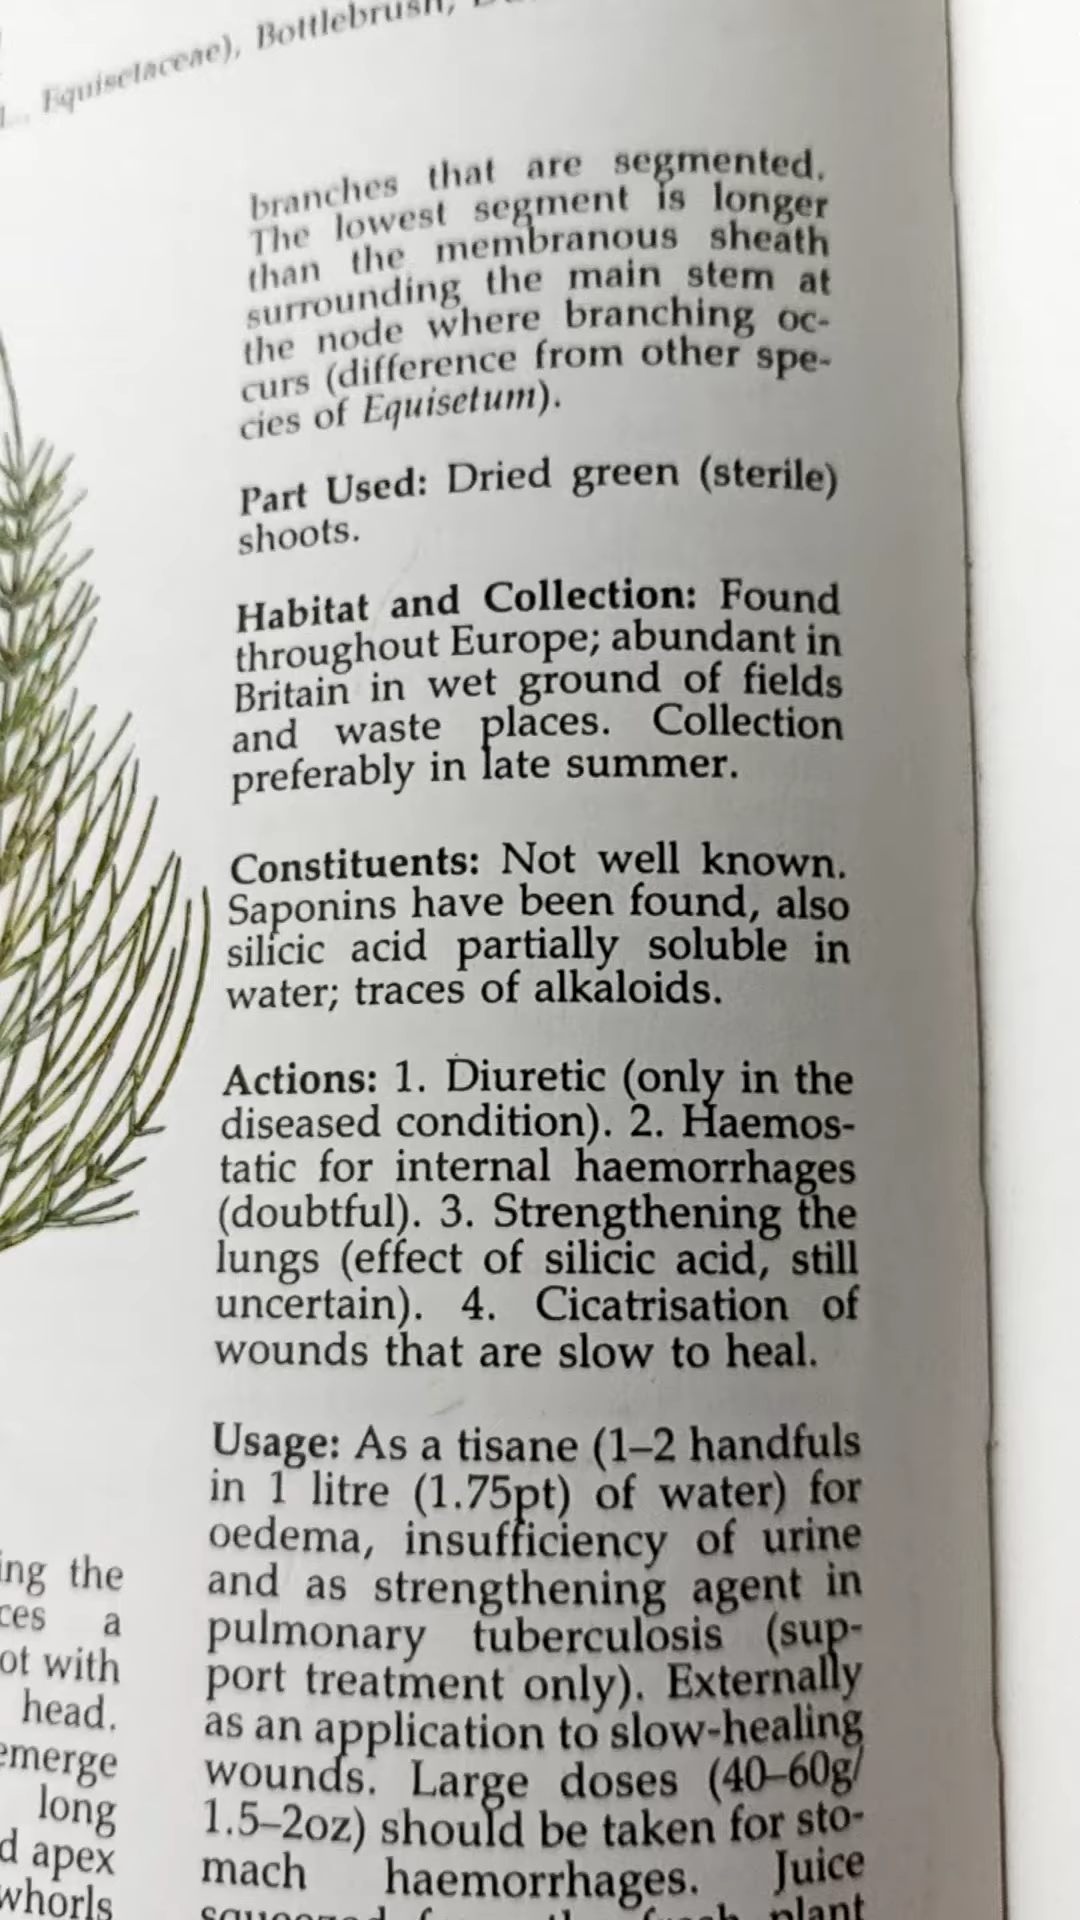 Equisetaceae), Bottlebrush,
branches that are segmented.
The lowest segment is longer
than the membranous sheath
surrounding the main stem at
the node where branching oc-
curs (difference from other spe-
cies of Equisetum).
Part Used: Dried green (sterile)
shoots.
Habitat and Collection: Found
throughout Europe; abundant in
Britain in wet ground of fields
and waste places. Collection
preferably in late summer.
Constituents: Not well known.
Saponins have been found, also
silicic acid partially soluble in
water; traces of alkaloids.
Actions: 1. Diuretic (only in the
diseased condition). 2. Haemos-
tatic for internal haemorrhages
(doubtful). 3. Strengthening the
lungs (effect of silicic acid, still
uncertain). 4. Cicatrisation of
wounds that are slow to heal.
Usage: As a tisane (1–2 handfuls
in 1 litre (1.75pt) of water) for
oedema, insufficiency of urine
and as strengthening agent in
pulmonary tuberculosis (sup-
port treatment only). Externally
as an application to slow-healing
wounds. Large doses (40–60g/
1.5–2oz) should be taken for sto-
mach haemorrhages. Juice
fresh plant
ing the
ces a
ot with
head.
emerge
long
d apex
whorls